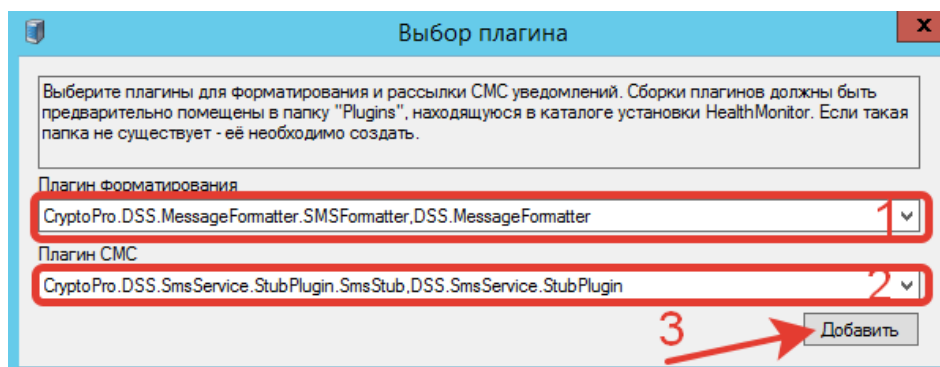 Выбор плагина
x
Выберите плагины для форматирования и рассылки СМС уведомлений. Сборки плагинов должны быть
предварительно помещены в папку "Plugins", находящуюся в каталоге установки HealthMonitor. Если такая
папка не существует - её необходимо создать.
Плагин форматирования
CryptoPro.DSS.MessageFormatter.SMSFormatter,DSS.MessageFormatter 1
Плагин СМС
CryptoPro.DSS.SmsService.StubPlugin.SmsStub,DSS.SmsService.StubPlugin 2
3 Добавить